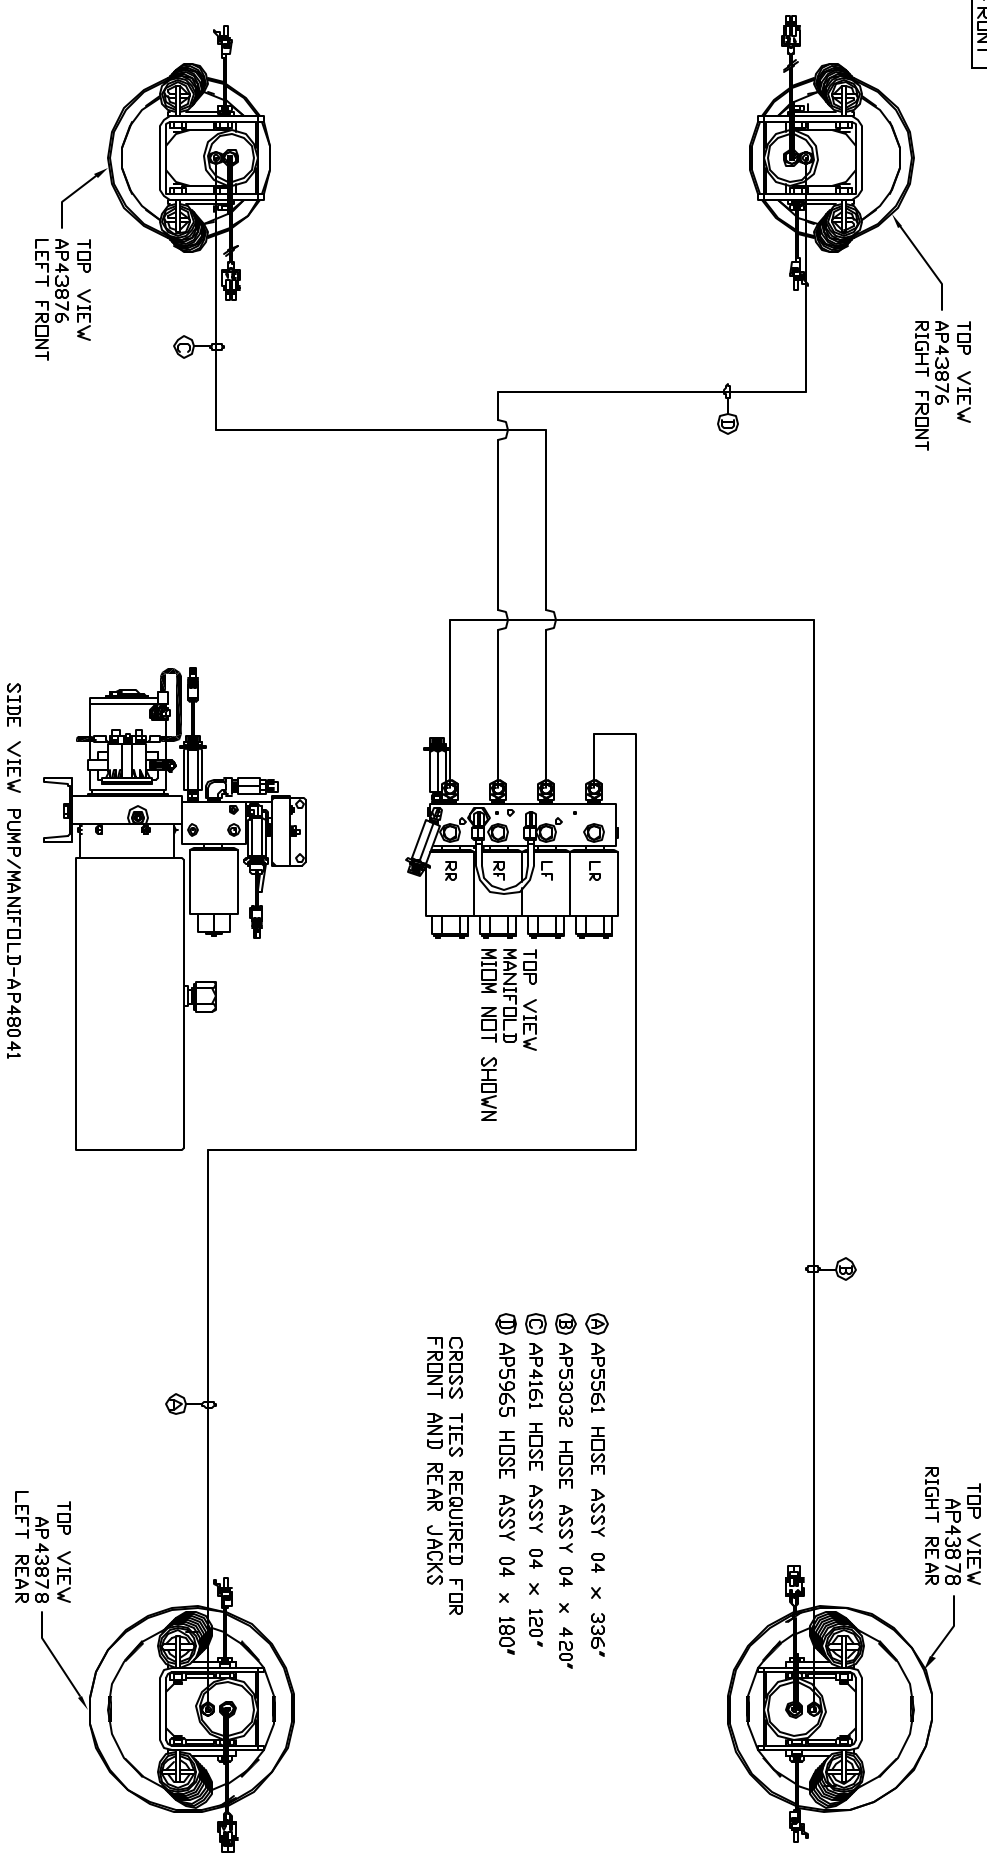 FRONT
TOP VIEW
AP43876
RIGHT FRONT
TOP VIEW
AP43876
LEFT FRONT
C
D
RR
RF
LF
LR
TOP VIEW
MANIFOLD
MIOM NOT SHOWN
SIDE VIEW PUMP/MANIFOLD-AP48041
B
A
A AP5561 HOSE ASSY 04 x 336"
B AP53032 HOSE ASSY 04 x 420"
C AP4161 HOSE ASSY 04 x 120"
D AP5965 HOSE ASSY 04 x 180"
CROSS TIES REQUIRED FOR
FRONT AND REAR JACKS
TOP VIEW
AP43878
RIGHT REAR
TOP VIEW
AP43878
LEFT REAR